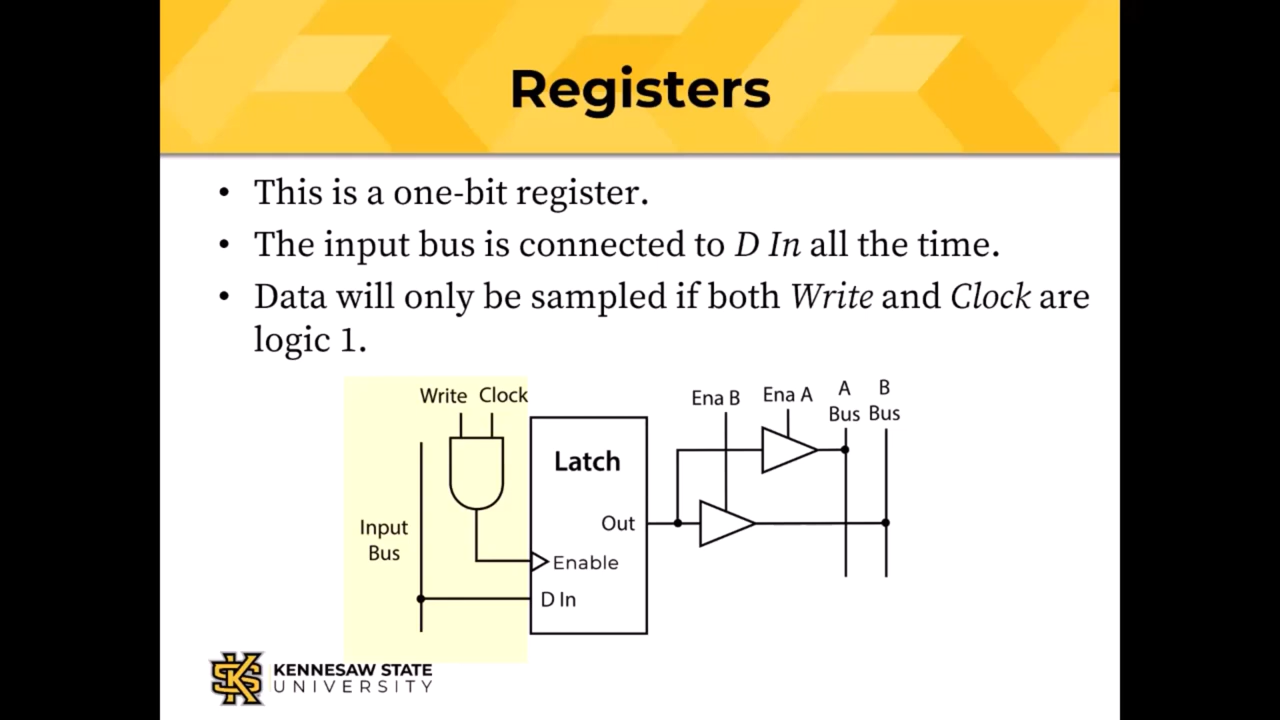 Registers
• This is a one-bit register.
• The input bus is connected to D In all the time.
• Data will only be sampled if both Write and Clock are
logic 1.
Write Clock
Ena B Ena A A B
Bus Bus
Latch
Input
Bus
Out
Enable
D In
KENNESAW STATE
UNIVERSITY